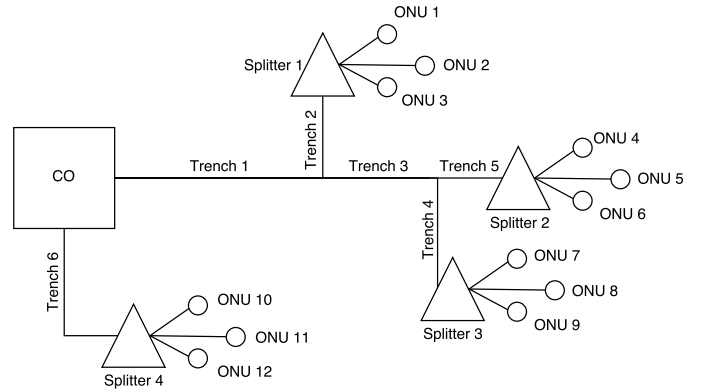 ONU 1
Splitter 1
ONU 2
ONU 3
Trench 2
CO
Trench 1
Trench 3
Trench 5
ONU 4
ONU 5
ONU 6
Splitter 2
Trench 4
Trench 6
ONU 7
ONU 8
ONU 9
Splitter 3
ONU 10
ONU 11
ONU 12
Splitter 4